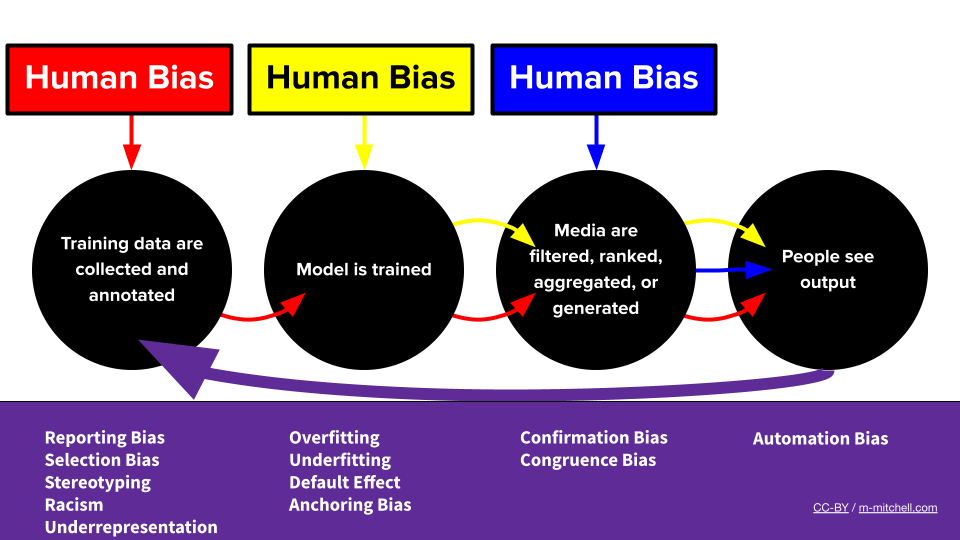 Human Bias
Human Bias
Human Bias
Training data are
collected and
annotated
Model is trained
Media are
filtered, ranked,
aggregated, or
generated
People see
output
Reporting Bias
Selection Bias
Stereotyping
Racism
Underrepresentation
Overfitting
Underfitting
Default Effect
Anchoring Bias
Confirmation Bias
Congruence Bias
Automation Bias
CC-BY / m-mitchell.com